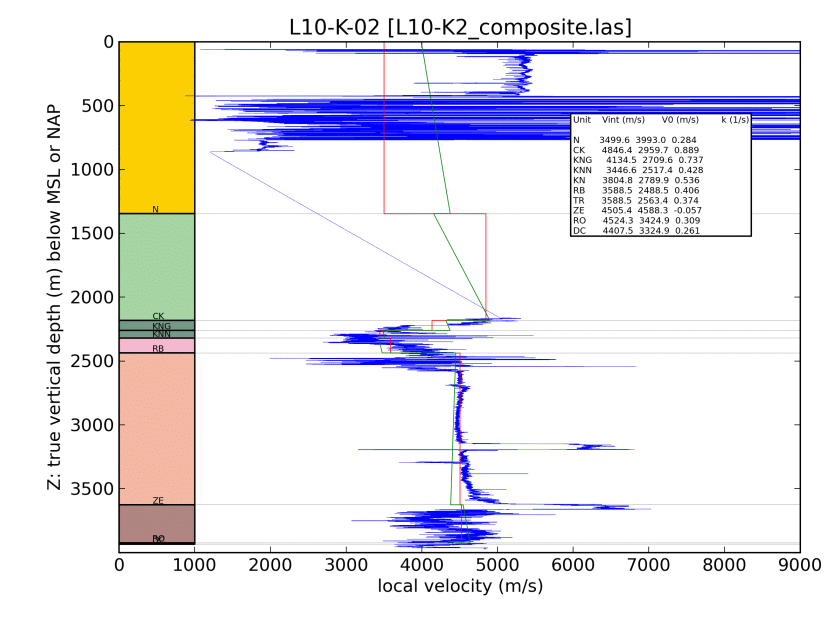 L10-K-02 [L10-K2_composite.las]
0
500
1000
1500
2000
2500
3000
3500
Z: true vertical depth (m) below MSL or NAP
N
CK
KNG
KNN
RB
ZE
RO
Unit Vint (m/s) V0 (m/s) k (1/s)
N 3499.6 3993.0 0.284
CK 4846.4 2959.7 0.889
KNG 4134.5 2709.6 0.737
KNN 3446.6 2517.4 0.428
KN 3804.8 2789.9 0.536
RB 3588.5 2488.5 0.406
TR 3588.5 2563.4 0.374
ZE 4505.4 4588.3 -0.057
RO 4524.3 3424.9 0.309
DC 4407.5 3324.9 0.261
0 1000 2000 3000 4000 5000 6000 7000 8000 9000
local velocity (m/s)